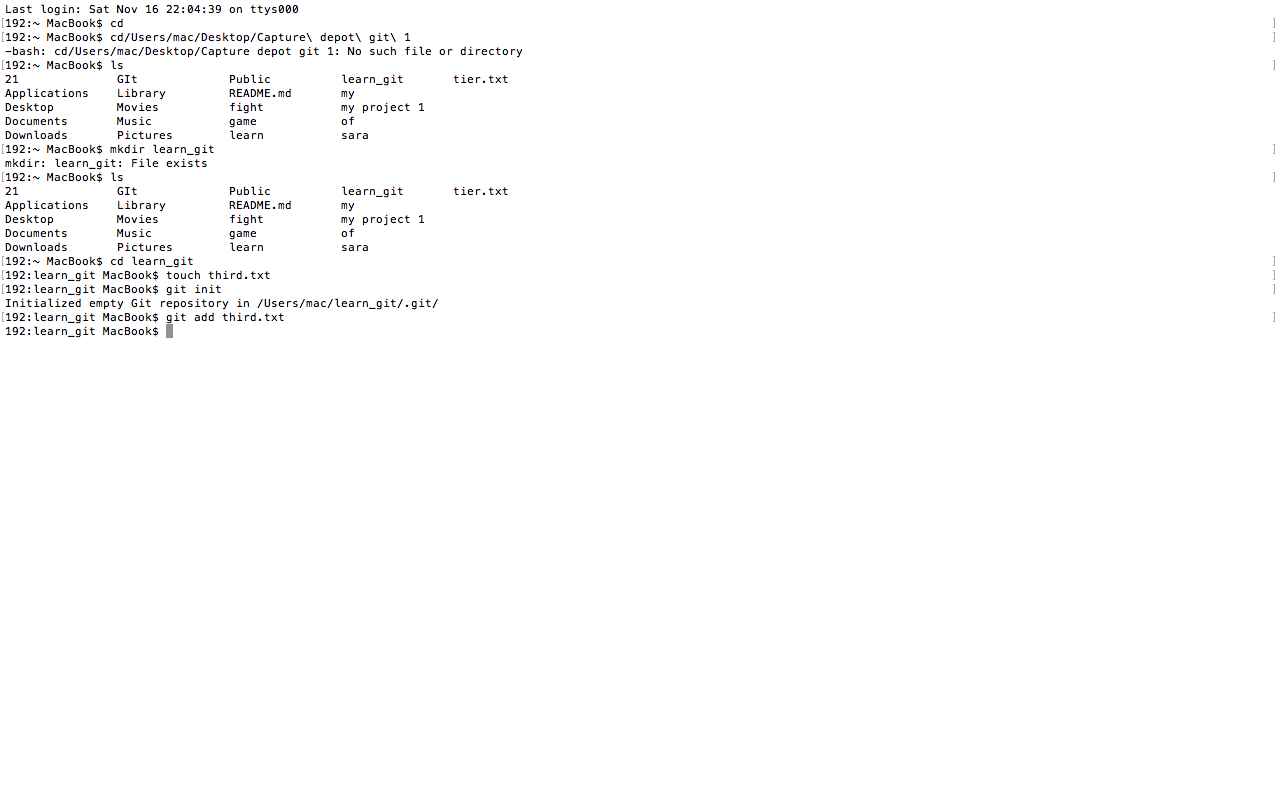 Last login: Sat Nov 16 22:04:39 on ttys000
[192:~ MacBook$ cd ]
[192:~ MacBook$ cd/Users/mac/Desktop/Capture\ depot\ git\ 1 ]
-bash: cd/Users/mac/Desktop/Capture depot git 1: No such file or directory
[192:~ MacBook$ ls ]
21 GIt Public learn_git tier.txt
Applications Library README.md my
Desktop Movies fight my project 1
Documents Music game of
Downloads Pictures learn sara
[192:~ MacBook$ mkdir learn_git ]
mkdir: learn_git: File exists
[192:~ MacBook$ ls ]
21 GIt Public learn_git tier.txt
Applications Library README.md my
Desktop Movies fight my project 1
Documents Music game of
Downloads Pictures learn sara
[192:~ MacBook$ cd learn_git ]
[192:learn_git MacBook$ touch third.txt ]
[192:learn_git MacBook$ git init ]
Initialized empty Git repository in /Users/mac/learn_git/.git/
[192:learn_git MacBook$ git add third.txt ]
192:learn_git MacBook$